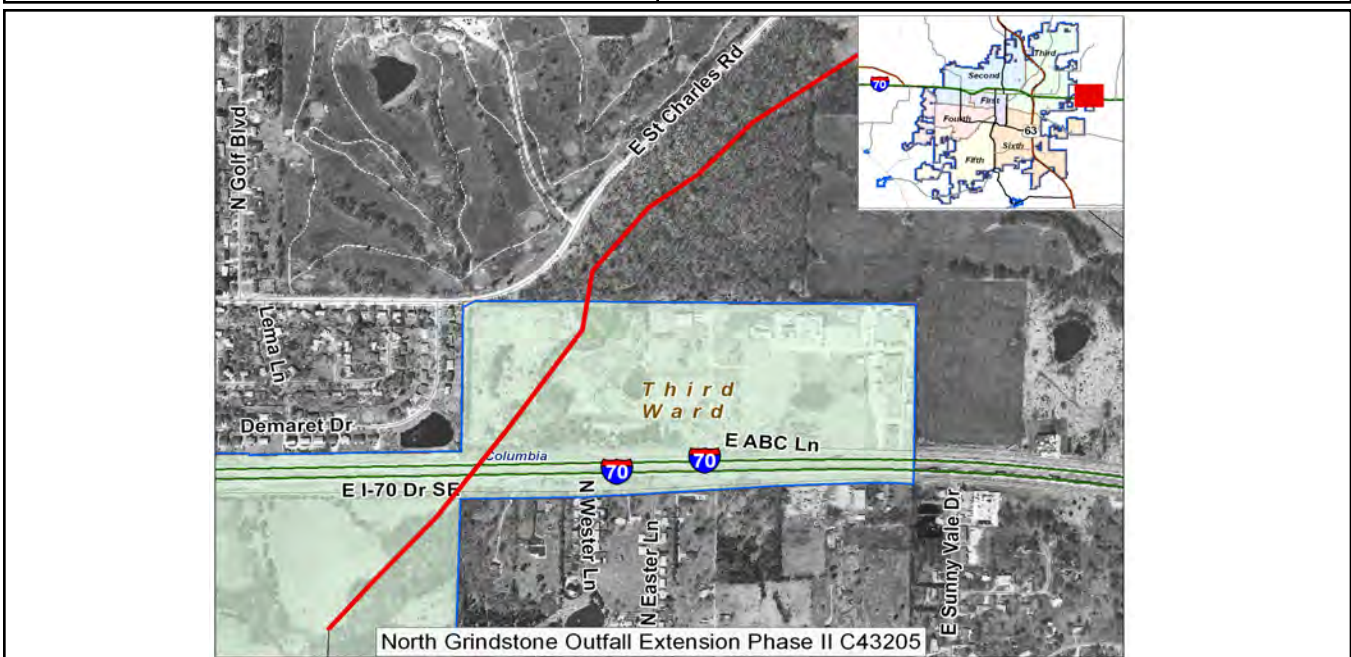 N Golf Blvd
E St Charles Rd
Second
Third
70
First
Fourth
63
Sixth
Fifth
Lema Ln
Third
Ward
Demaret Dr
E ABC Ln
Columbia
70
70
E I-70 Dr SE
N Wester Ln
N Easter Ln
E Sunny Vale Dr
North Grindstone Outfall Extension Phase II C43205